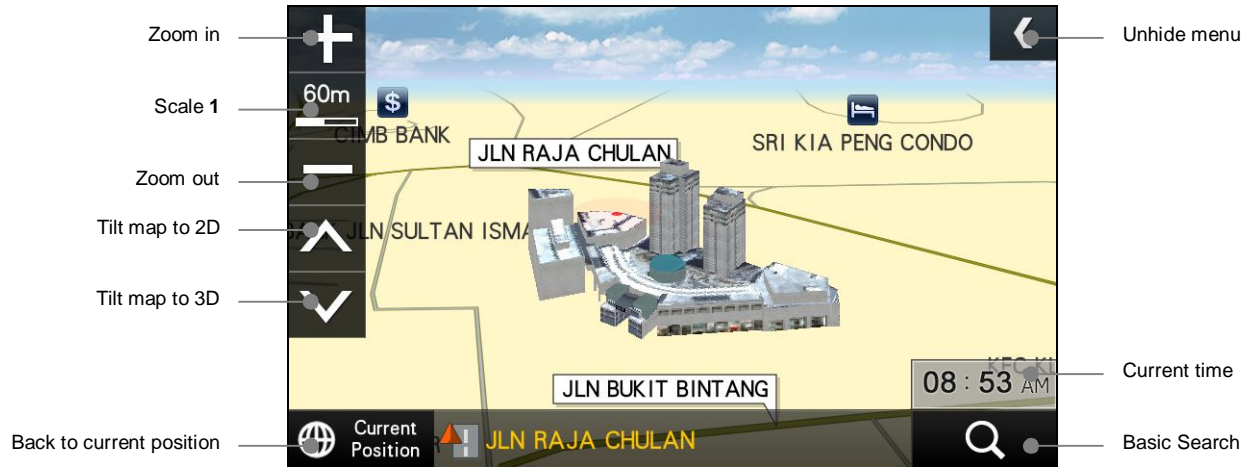 Zoom in
Unhide menu
60m
Scale 1
$
CIMB BANK
SRI KIA PENG CONDO
JLN RAJA CHULAN
Zoom out
Tilt map to 2D
JLN SULTAN ISMA
Tilt map to 3D
KFC KL
08 : 53 AM
Current time
JLN BUKIT BINTANG
Back to current position
Current
Position
JLN RAJA CHULAN
Basic Search